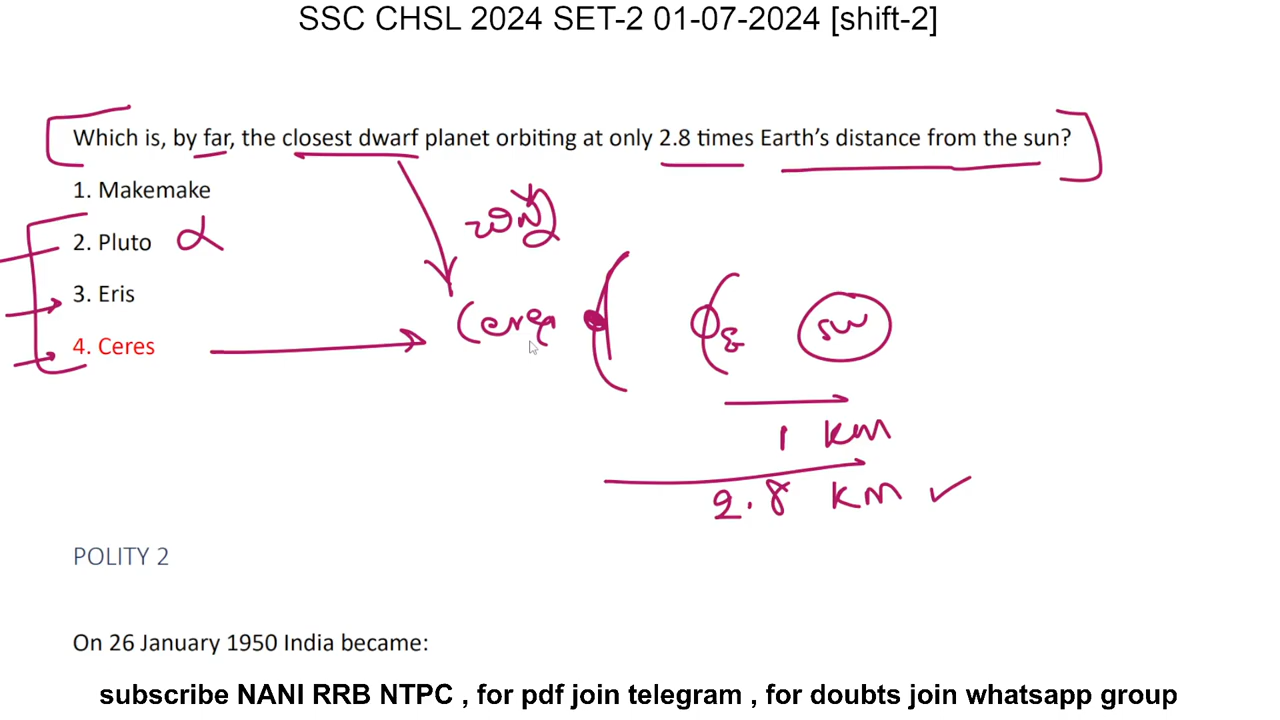 SSC CHSL 2024 SET-2 01-07-2024 [shift-2]
Which is, by far, the closest dwarf planet orbiting at only 2.8 times Earth's distance from the sun?
1. Makemake
2. Pluto
3. Eris
4. Ceres
1 km
2.8 km ✓
POLITY 2
On 26 January 1950 India became:
subscribe NANI RRB NTPC , for pdf join telegram , for doubts join whatsapp group